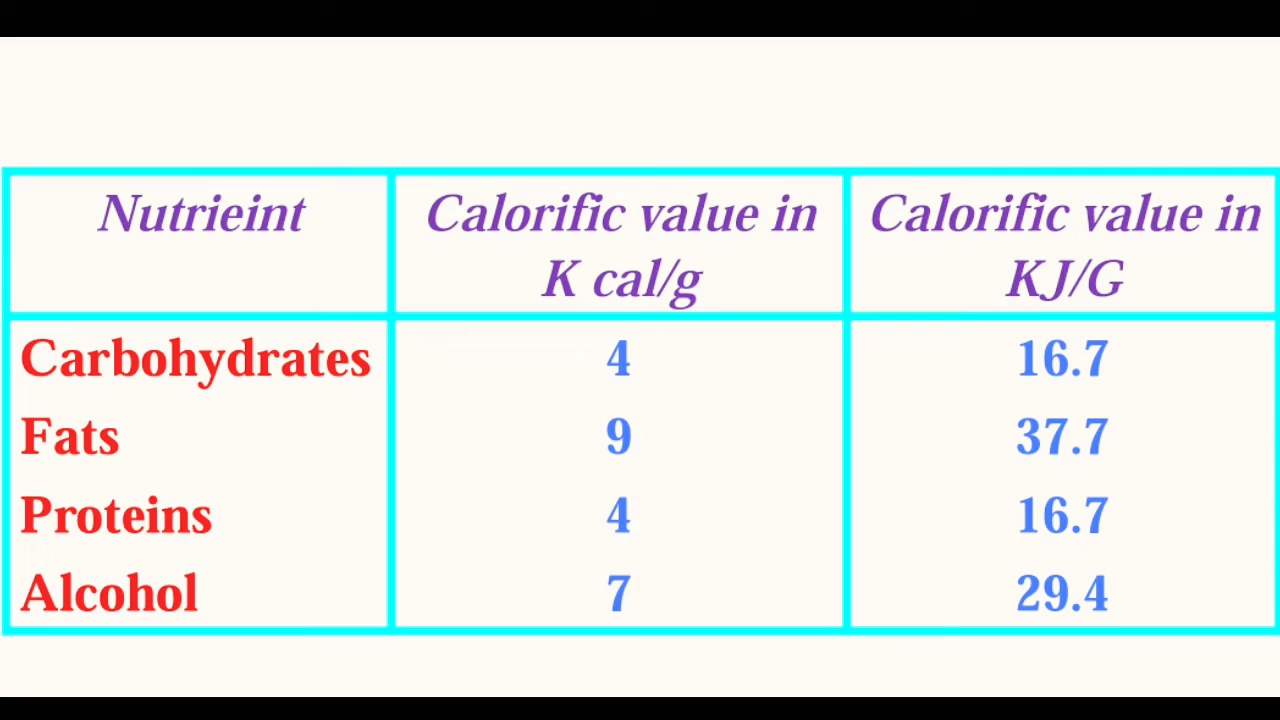 Nutrieint Calorific value in Calorific value in
K cal/g KJ/G
Carbohydrates 4 16.7
Fats 9 37.7
Proteins 4 16.7
Alcohol 7 29.4